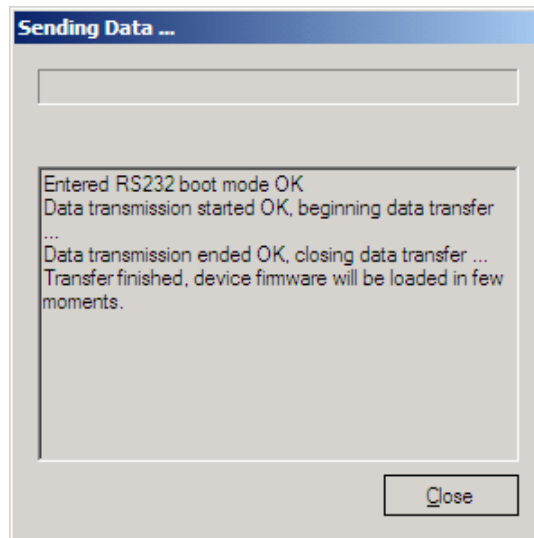 Sending Data ...
Entered RS232 boot mode OK
Data transmission started OK, beginning data transfer
...
Data transmission ended OK, closing data transfer ...
Transfer finished, device firmware will be loaded in few
moments.
Close